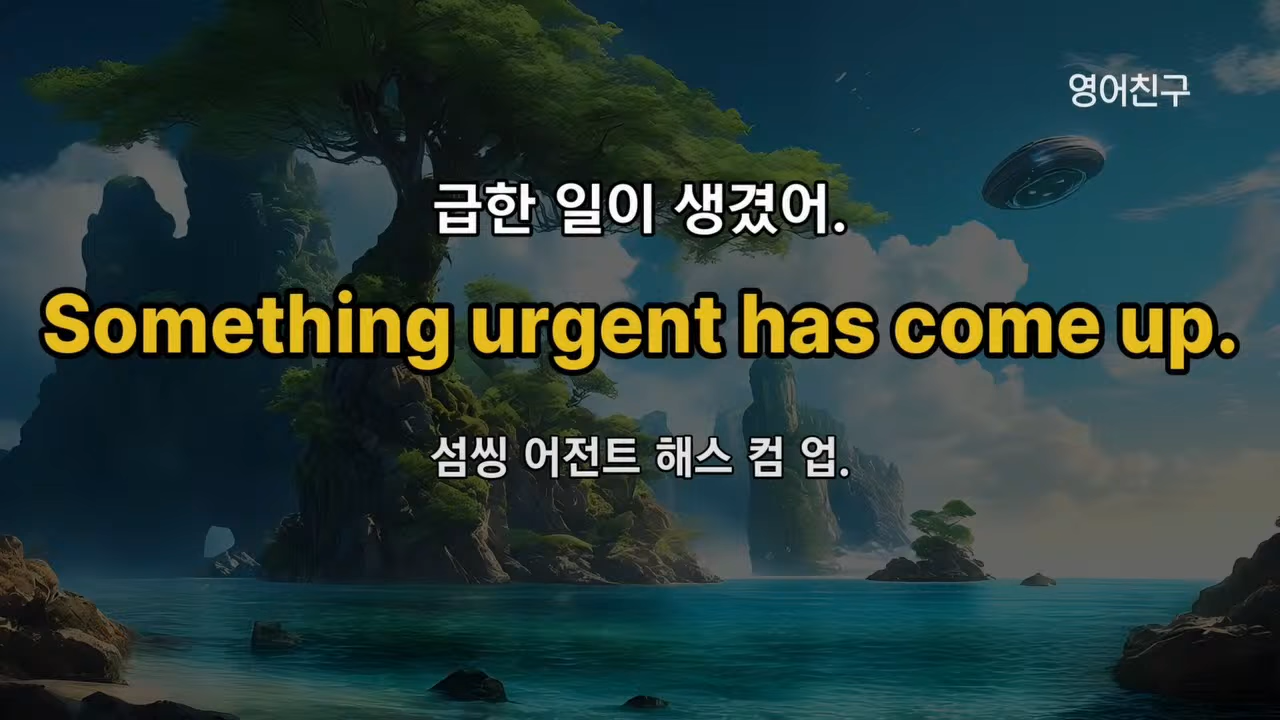 영어친구
급한 일이 생겼어.
Something urgent has come up.
섬씽 어전트 해스 컴 업.